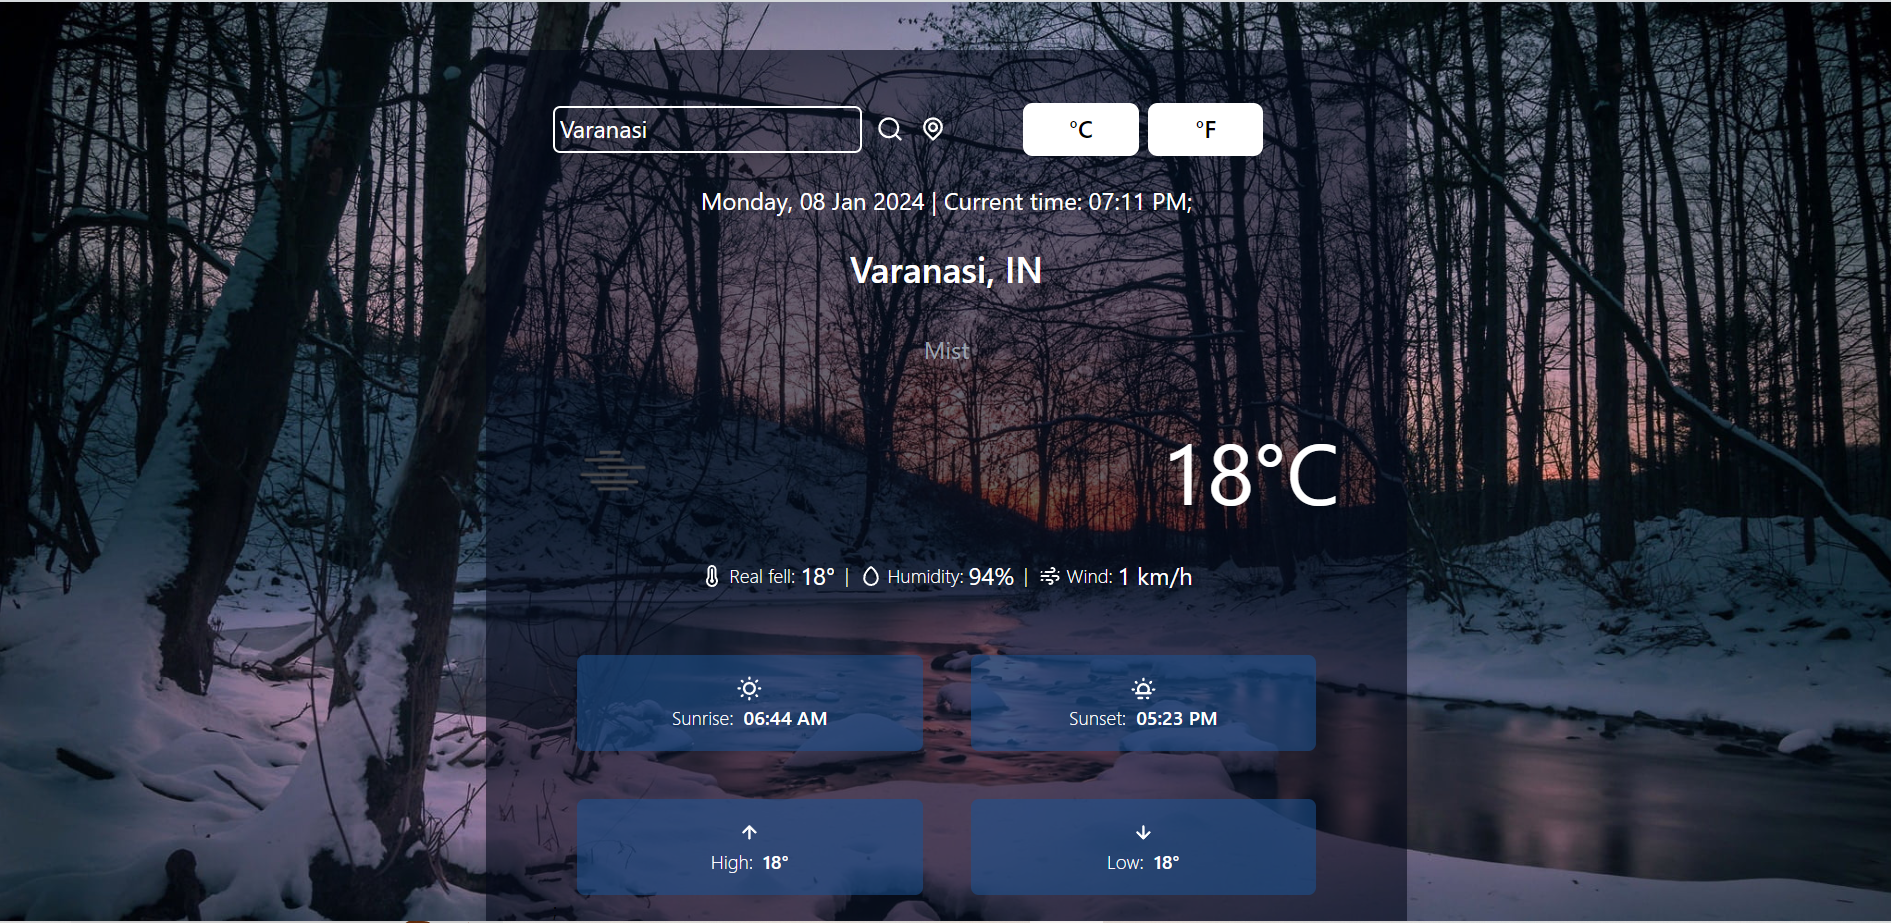 Varanasi °C °F
Monday, 08 Jan 2024 | Current time: 07:11 PM;
Varanasi, IN
Mist
18°C
Real fell: 18° | Humidity: 94% | Wind: 1 km/h
Sunrise: 06:44 AM
Sunset: 05:23 PM
High: 18°
Low: 18°